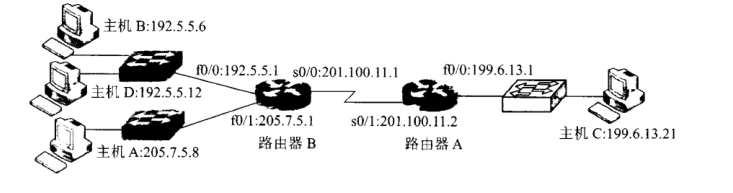 主机 B:192.5.5.6
f0/0:192.5.5.1
s0/0:201.100.11.1
f0/0:199.6.13.1
主机 D:192.5.5.12
f0/1:205.7.5.1
s0/1:201.100.11.2
主机 C:199.6.13.21
主机 A:205.7.5.8
路由器 B
路由器 A